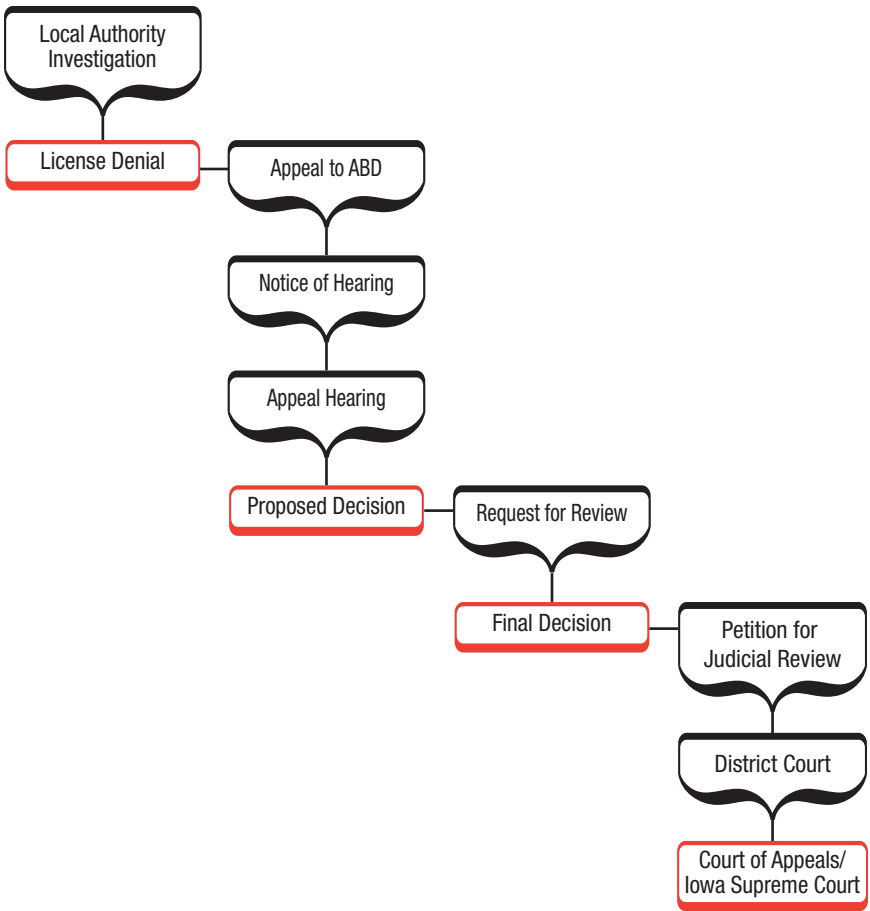 Local Authority
Investigation
License Denial
Appeal to ABD
Notice of Hearing
Appeal Hearing
Proposed Decision
Request for Review
Final Decision
Petition for
Judicial Review
District Court
Court of Appeals/
Iowa Supreme Court